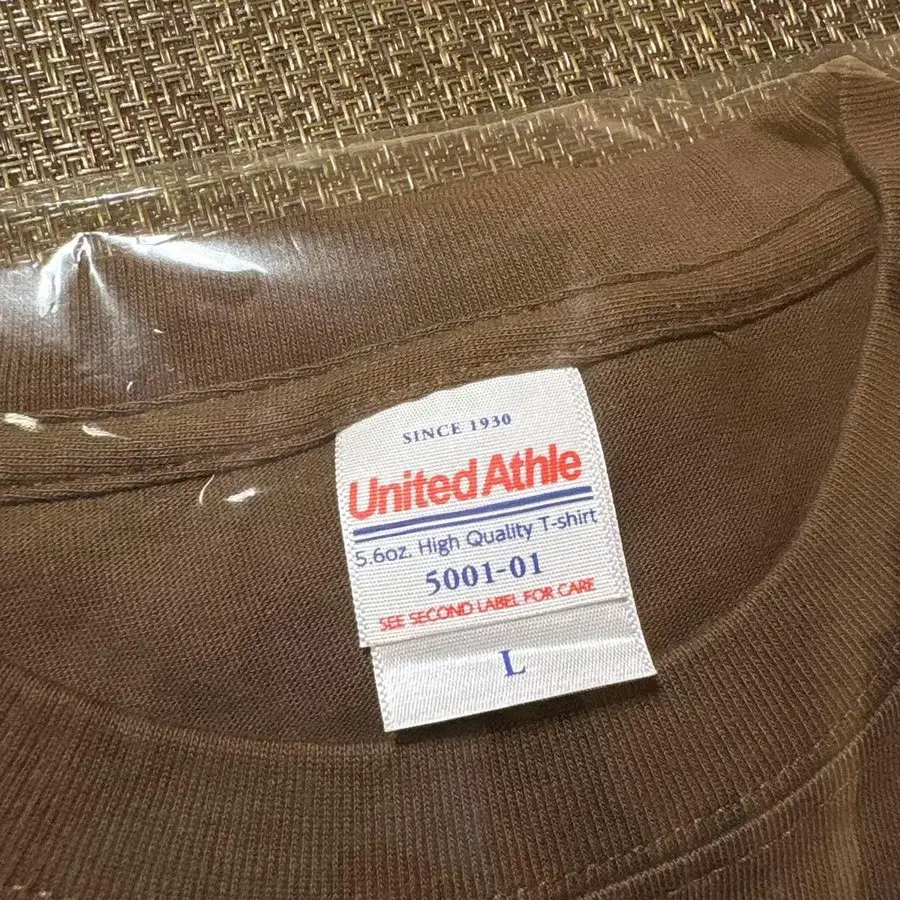 SINCE 1930
United Athle
5.6oz. High Quality T-shirt
5001-01
SEE SECOND LABEL FOR CARE
L